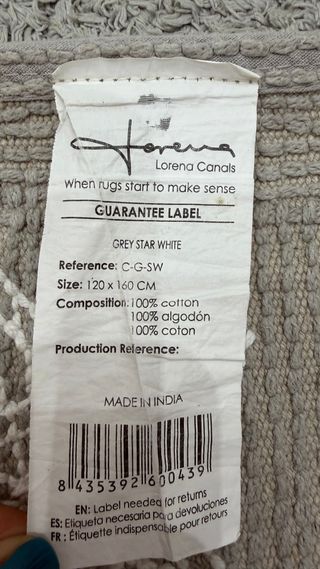 Lorena
Lorena Canals
when rugs start to make sense
GUARANTEE LABEL
GREY STAR WHITE
Reference: C-G-SW
Size: 120 x 160 CM
Composition: 100% cotton
100% algodón
100% coton
Production Reference:
MADE IN INDIA
8 435392 600439
EN: Label needed for returns
ES: Etiqueta necesaria para devoluciones
FR : Étiquette indispensable pour retours